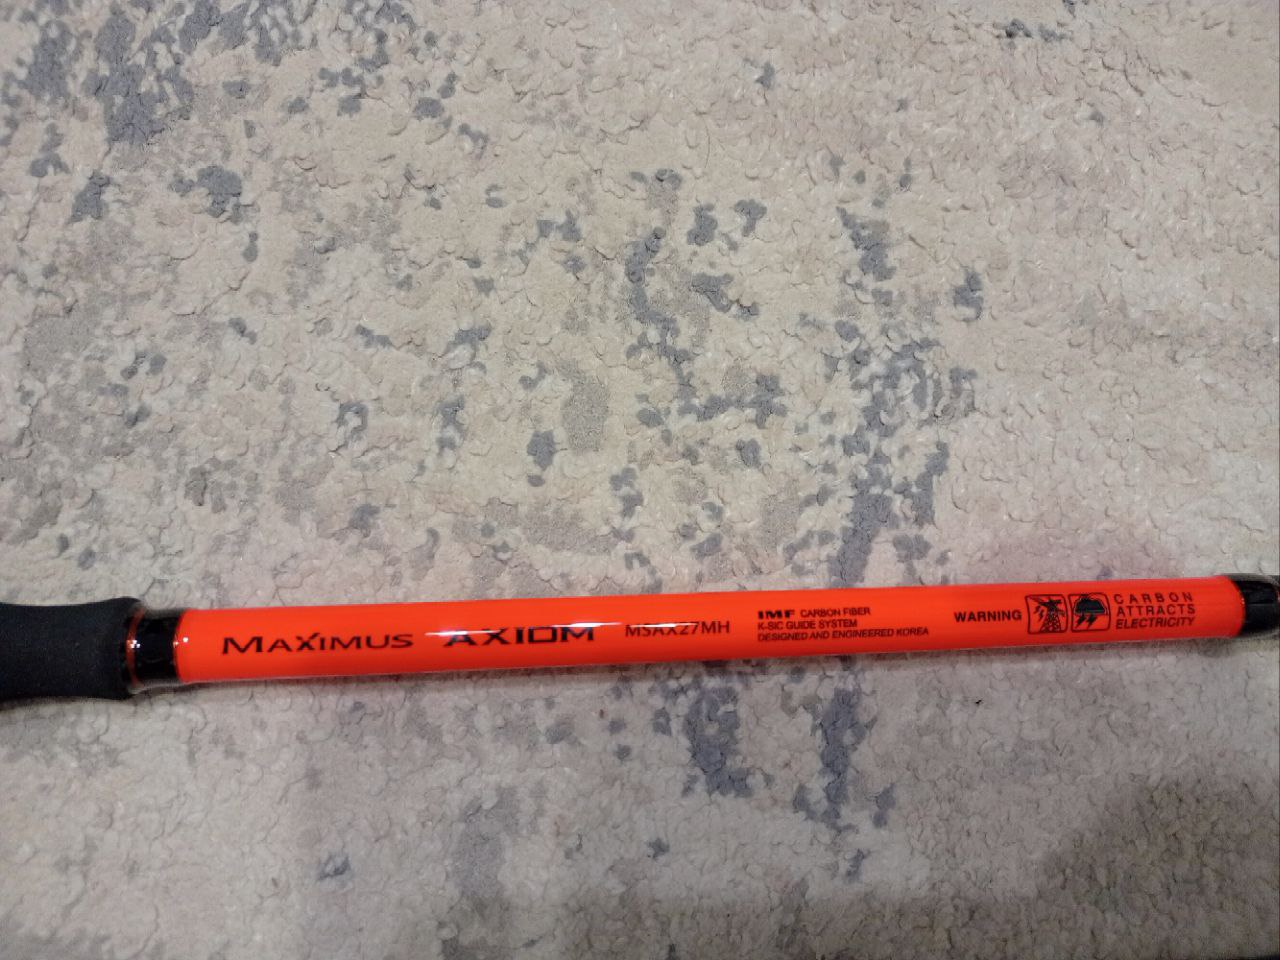 MAXIMUS AXIOM MSAX27MH
IMF CARBON FIBER
K-SIC GUIDE SYSTEM
DESIGNED AND ENGINEERED KOREA
WARNING
CARBON
ATTRACTS
ELECTRICITY